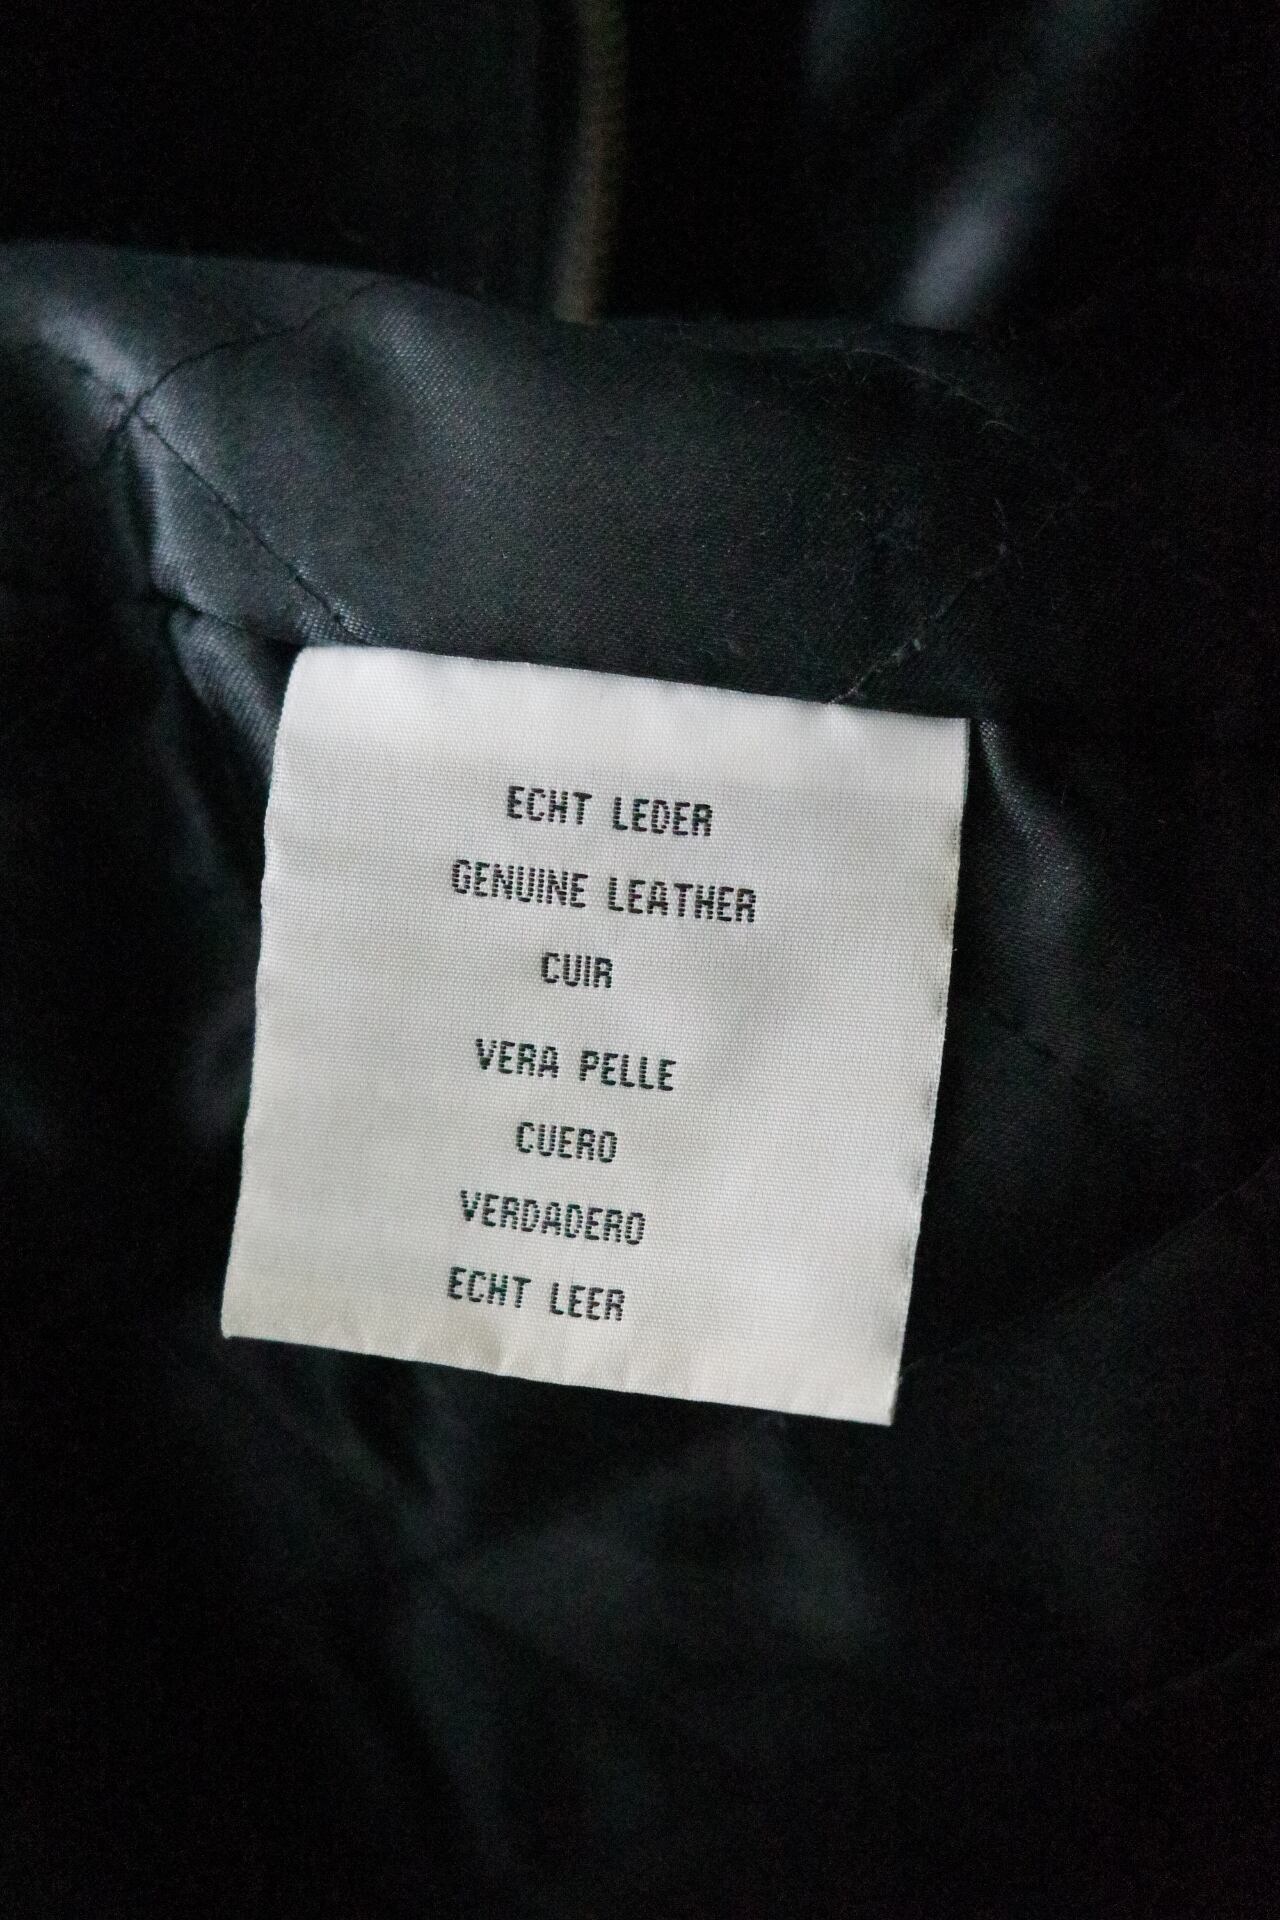 ECHT LEDER
GENUINE LEATHER
CUIR
VERA PELLE
CUERO
VERDADERO
ECHT LEER